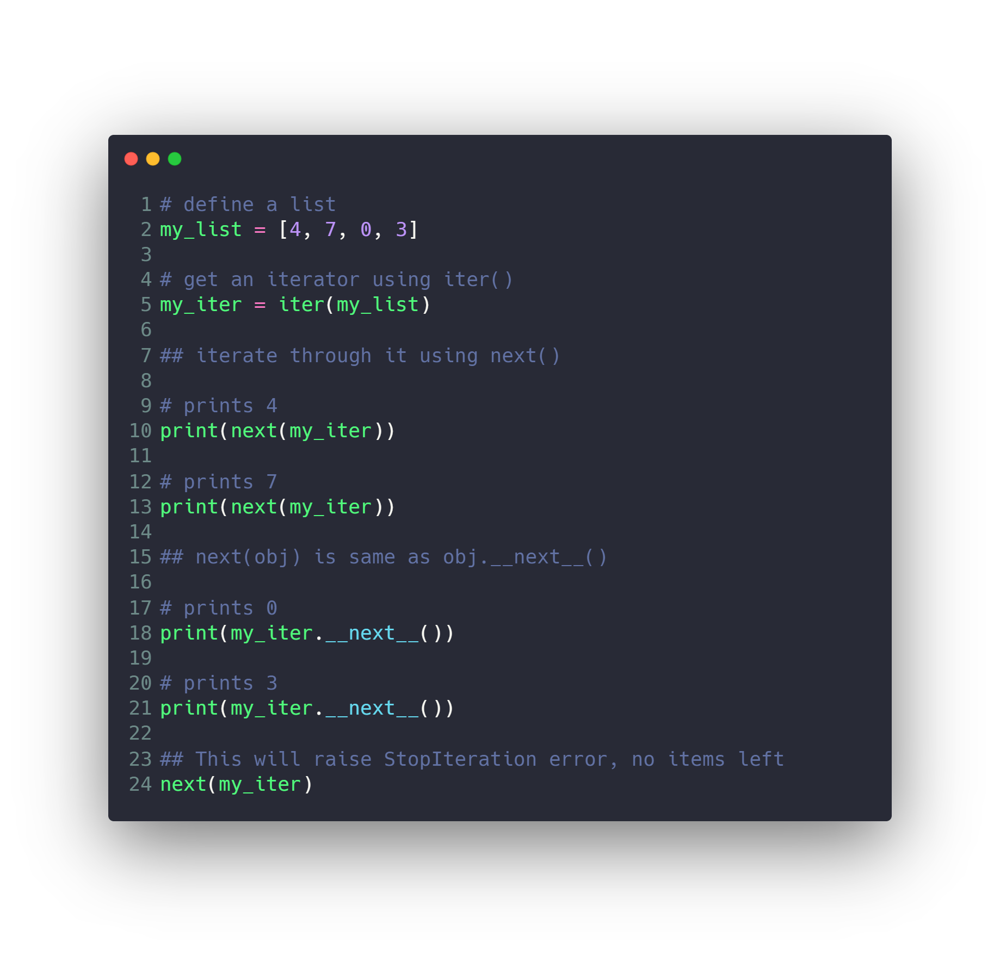 1 # define a list
2 my_list = [4, 7, 0, 3]
3
4 # get an iterator using iter()
5 my_iter = iter(my_list)
6
7 ## iterate through it using next()
8
9 # prints 4
10 print(next(my_iter))
11
12 # prints 7
13 print(next(my_iter))
14
15 ## next(obj) is same as obj.__next__()
16
17 # prints 0
18 print(my_iter.__next__())
19
20 # prints 3
21 print(my_iter.__next__())
22
23 ## This will raise StopIteration error, no items left
24 next(my_iter)